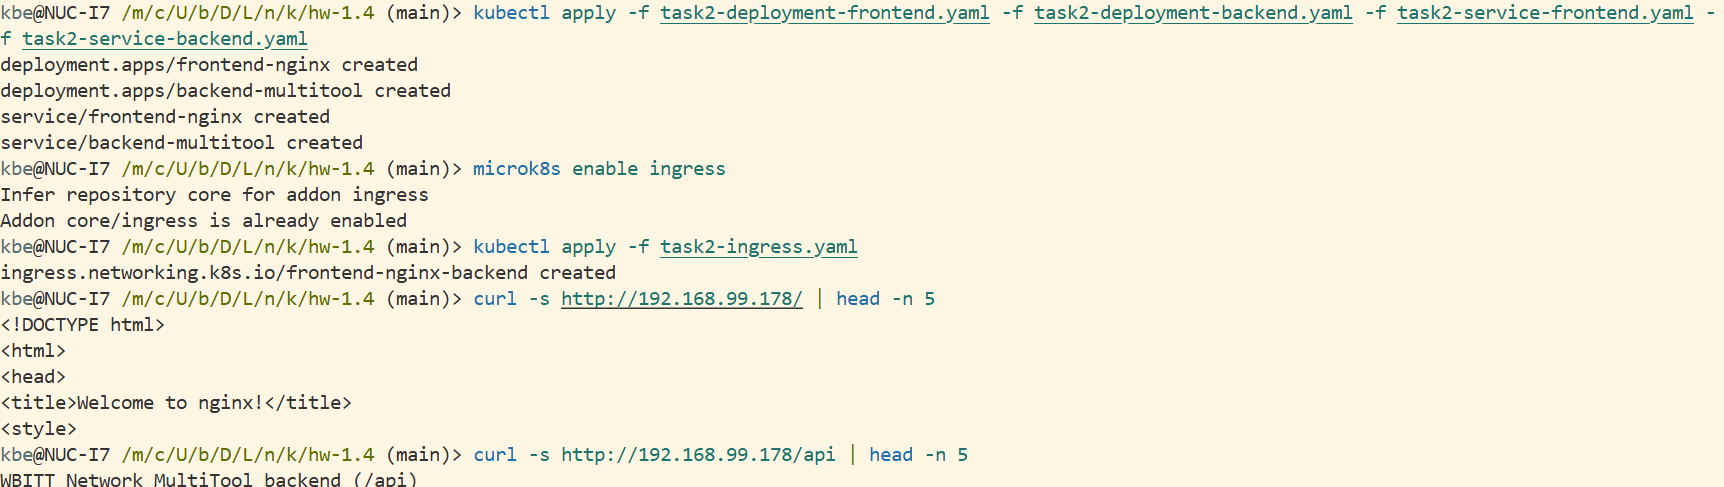 kbe@NUC-I7 /m/c/U/b/D/L/n/k/hw-1.4 (main)> kubectl apply -f task2-deployment-frontend.yaml -f task2-deployment-backend.yaml -f task2-service-frontend.yaml -
f task2-service-backend.yaml
deployment.apps/frontend-nginx created
deployment.apps/backend-multitool created
service/frontend-nginx created
service/backend-multitool created
kbe@NUC-I7 /m/c/U/b/D/L/n/k/hw-1.4 (main)> microk8s enable ingress
Infer repository core for addon ingress
Addon core/ingress is already enabled
kbe@NUC-I7 /m/c/U/b/D/L/n/k/hw-1.4 (main)> kubectl apply -f task2-ingress.yaml
ingress.networking.k8s.io/frontend-nginx-backend created
kbe@NUC-I7 /m/c/U/b/D/L/n/k/hw-1.4 (main)> curl -s http://192.168.99.178/ | head -n 5
<!DOCTYPE html>
<html>
<head>
<title>Welcome to nginx!</title>
<style>
kbe@NUC-I7 /m/c/U/b/D/L/n/k/hw-1.4 (main)> curl -s http://192.168.99.178/api | head -n 5
WBITT Network MultiTool backend (/api)